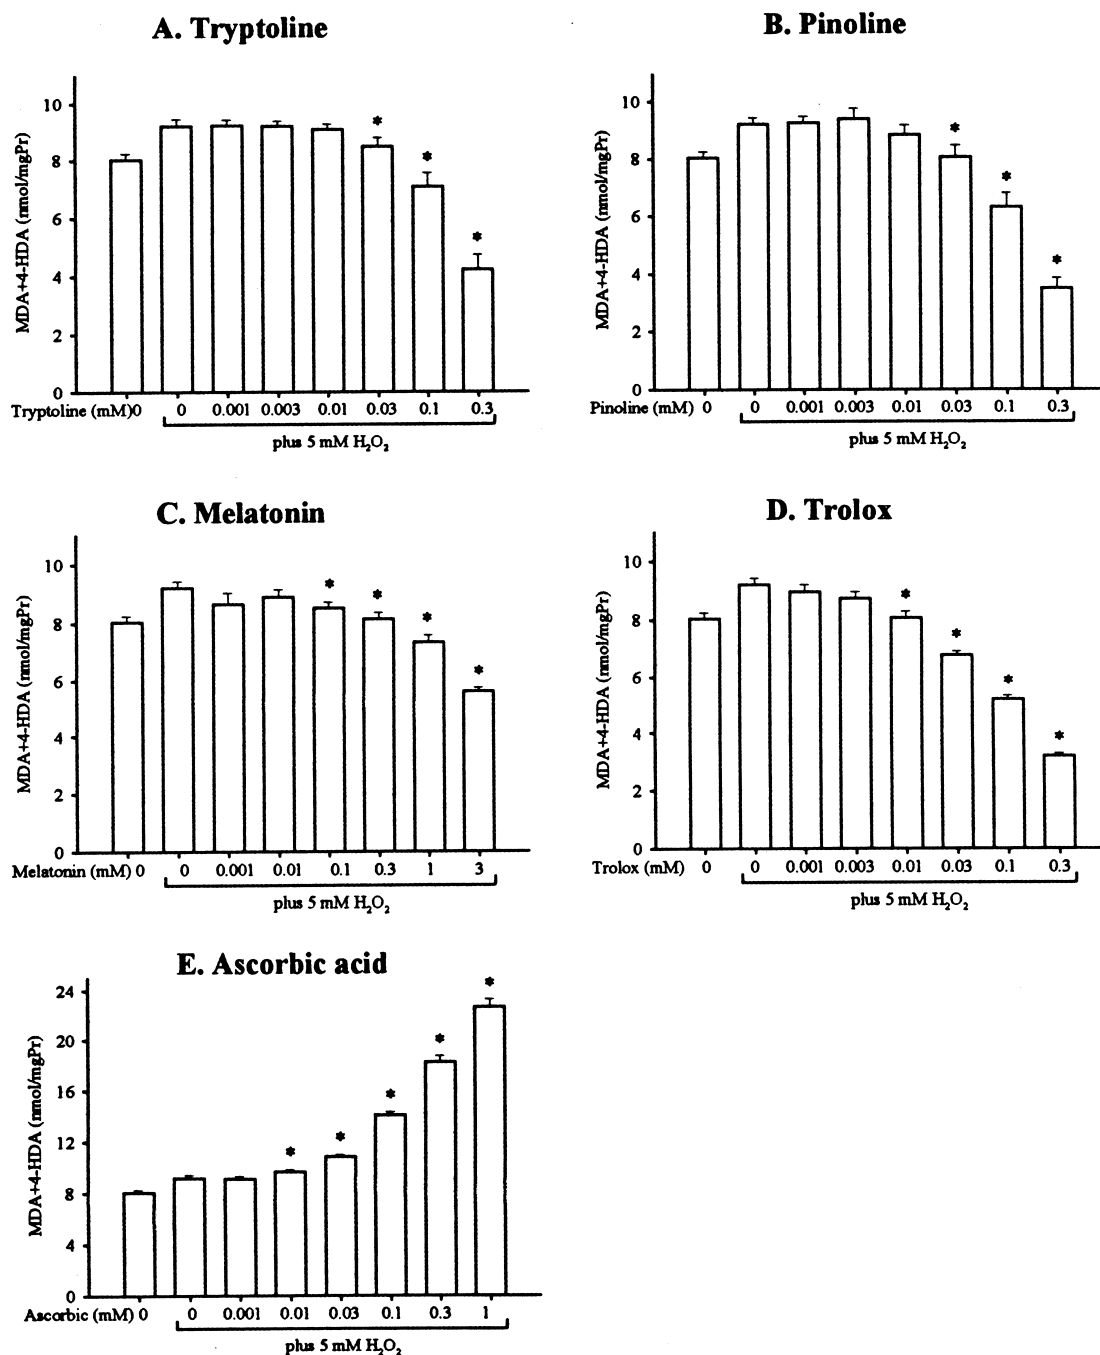 A. Tryptoline
MDA+4-HDA (nmol/mgPr)
10
8
6
4
2
0
*
*
*
Tryptoline (mM)0 0 0.001 0.003 0.01 0.03 0.1 0.3
plus 5 mM H₂O₂
B. Pinoline
MDA+4-HDA (nmol/mgPr)
10
8
6
4
2
0
*
*
*
Pinoline (mM) 0 0 0.001 0.003 0.01 0.03 0.1 0.3
plus 5 mM H₂O₂
C. Melatonin
MDA+4-HDA (nmol/mgPr)
10
8
6
4
2
0
*
*
*
*
Melatonin (mM) 0 0 0.001 0.01 0.1 0.3 1 3
plus 5 mM H₂O₂
D. Trolox
MDA+4-HDA (nmol/mgPr)
10
8
6
4
2
0
*
*
*
*
Trolox (mM) 0 0 0.001 0.003 0.01 0.03 0.1 0.3
plus 5 mM H₂O₂
E. Ascorbic acid
MDA+4-HDA (nmol/mgPr)
24
20
16
12
8
4
0
*
*
*
*
*
Ascorbic (mM) 0 0 0.001 0.01 0.03 0.1 0.3 1
plus 5 mM H₂O₂